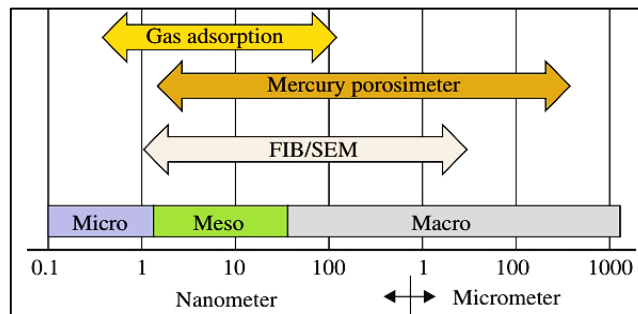 Gas adsorption
Mercury porosimeter
FIB/SEM
Micro Meso Macro
0.1 1 10 100 1 100 1000
Nanometer Micrometer